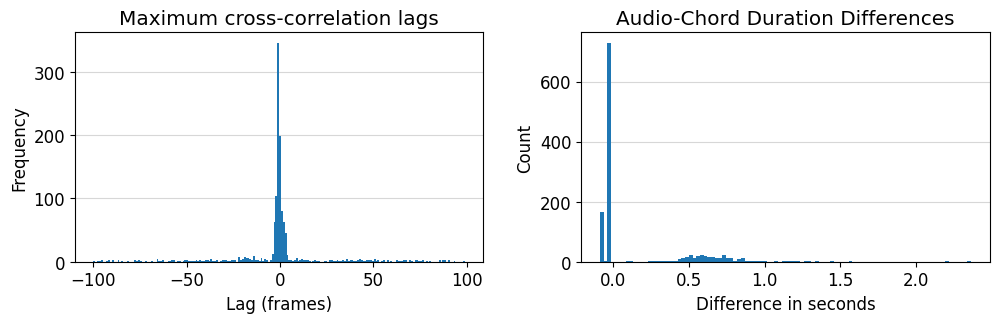 Maximum cross-correlation lags
Frequency
300
200
100
0
−100 −50 0 50 100
Lag (frames)
Audio-Chord Duration Differences
Count
600
400
200
0
0.0 0.5 1.0 1.5 2.0
Difference in seconds